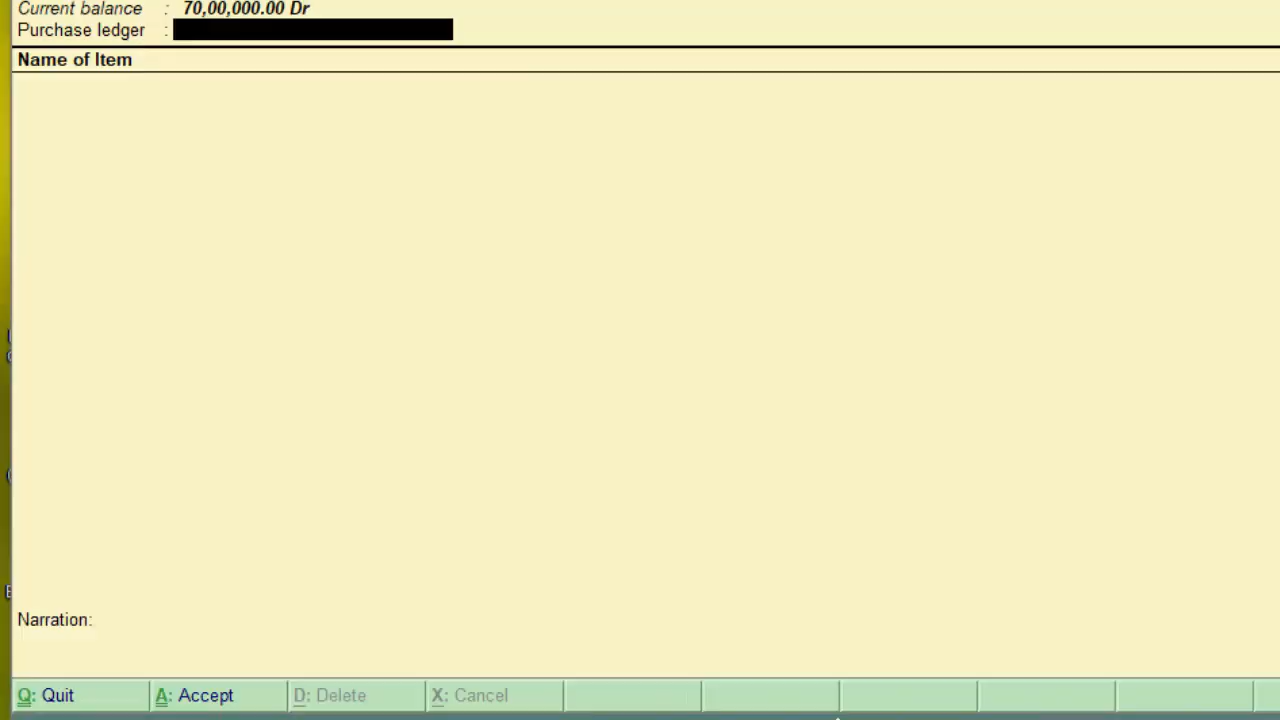 Current balance : 70,00,000.00 Dr
Purchase ledger :
Name of Item
Narration:
Q: Quit A: Accept D: Delete X: Cancel